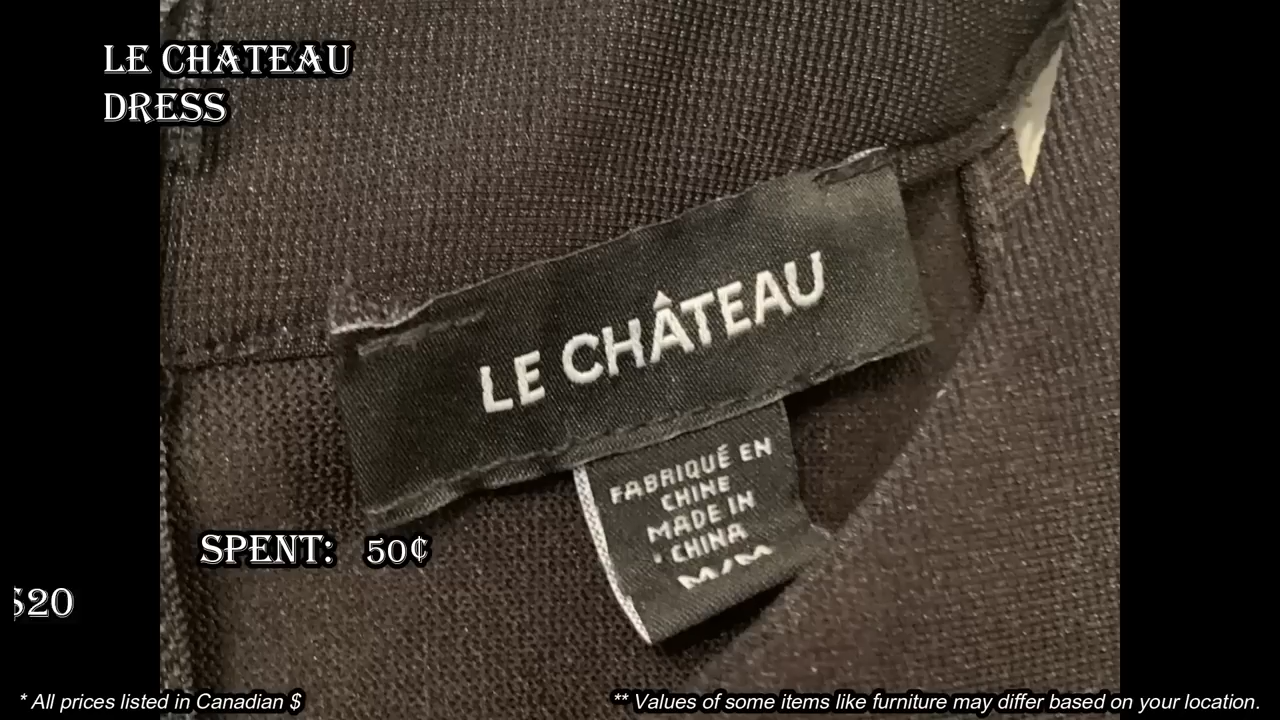 LE CHATEAU
DRESS
LE CHÂTEAU
FABRIQUÉ EN
CHINE
MADE IN
CHINA
M/M
SPENT: 50¢
$20
* All prices listed in Canadian $
** Values of some items like furniture may differ based on your location.